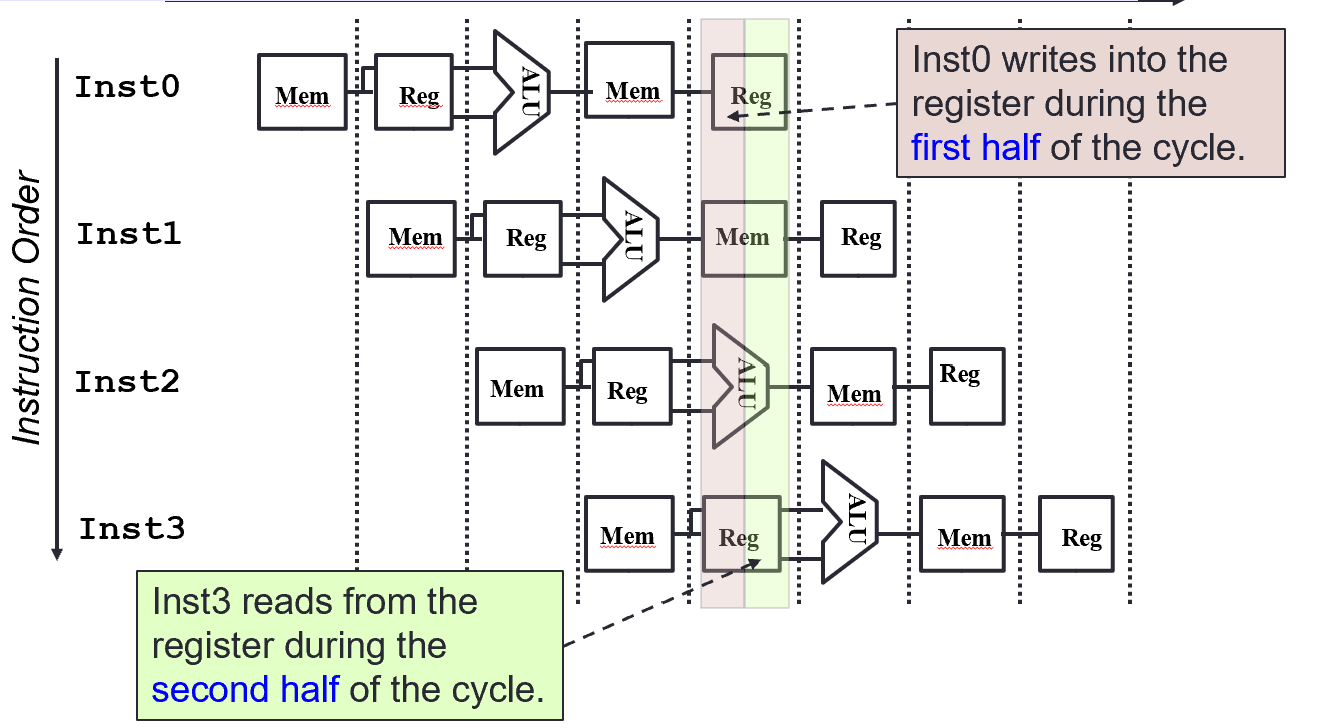 Inst0
Mem
Reg
ALU
Mem
Reg
Inst0 writes into the
register during the
first half of the cycle.
Instruction Order
Inst1
Mem
Reg
ALU
Mem
Reg
Inst2
Mem
Reg
ALU
Mem
Reg
Inst3
Mem
Reg
ALU
Mem
Reg
Inst3 reads from the
register during the
second half of the cycle.